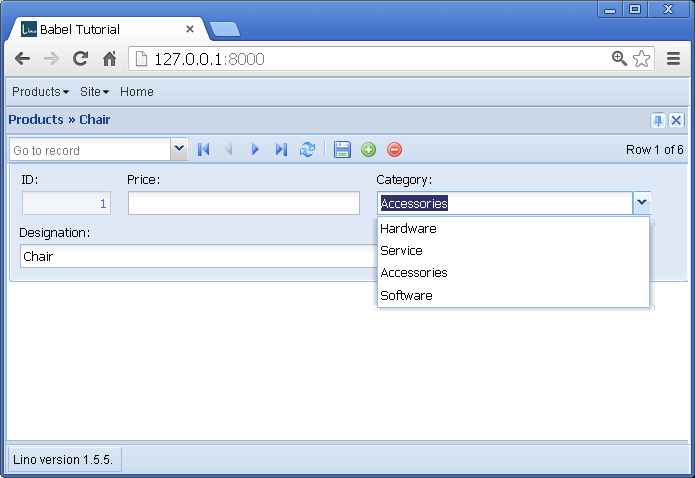 Lino Babel Tutorial
127.0.0.1:8000
Products Site Home
Products » Chair
Go to record Row 1 of 6
ID: Price: Category:
1 Accessories
Hardware
Designation:
Service
Chair
Accessories
Software
Lino version 1.5.5.